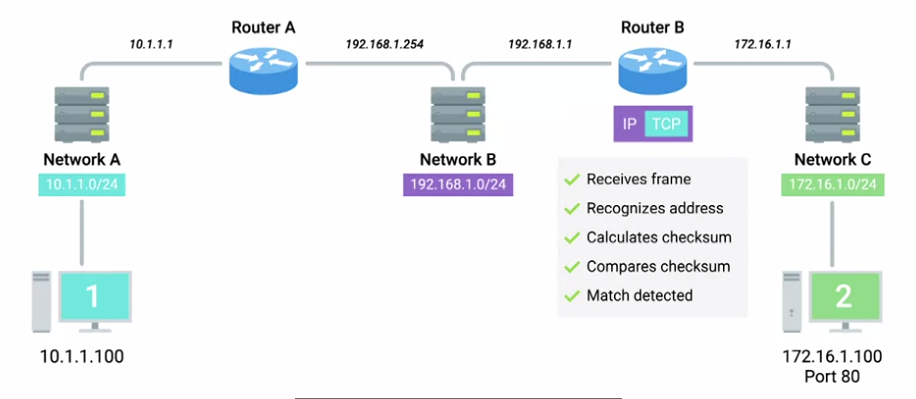 Router A
Router B
10.1.1.1
192.168.1.254
192.168.1.1
172.16.1.1
IP TCP
Network A
Network B
Network C
10.1.1.0/24
192.168.1.0/24
172.16.1.0/24
Receives frame
Recognizes address
Calculates checksum
Compares checksum
Match detected
1
2
10.1.1.100
172.16.1.100
Port 80